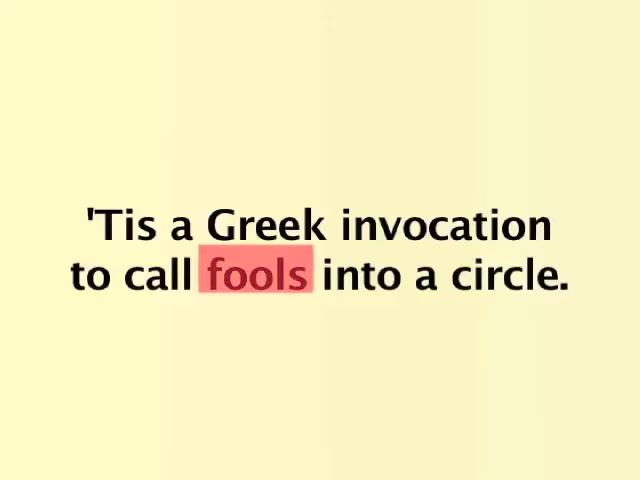 'Tis a Greek invocation
to call fools into a circle.